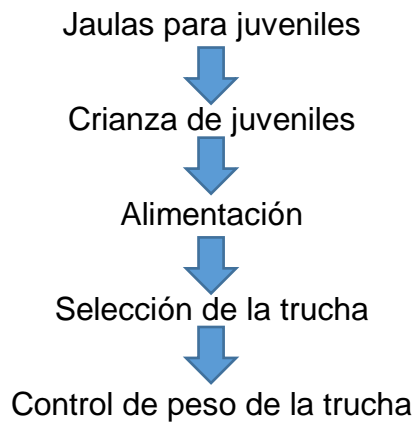 Jaulas para juveniles
Crianza de juveniles
Alimentación
Selección de la trucha
Control de peso de la trucha